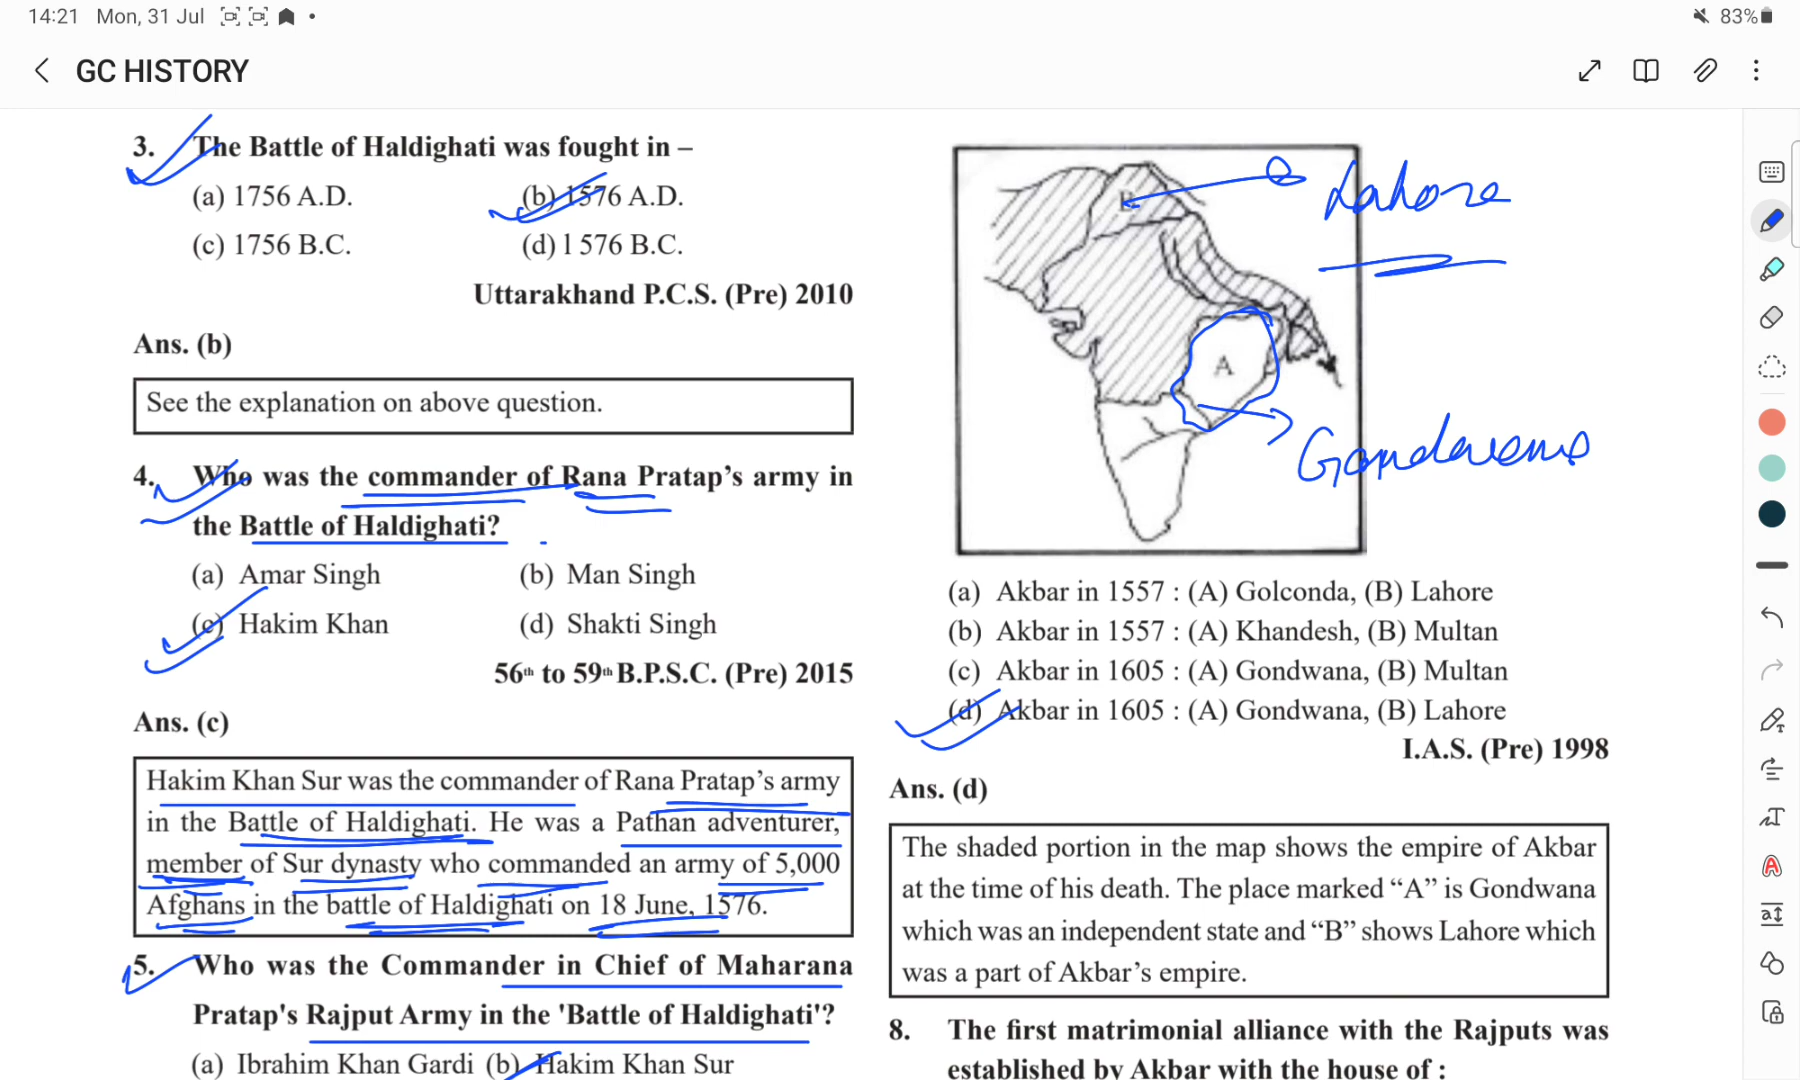 14:21 Mon, 31 Jul
83%
GC HISTORY
3. The Battle of Haldighati was fought in –
(a) 1756 A.D. (b) 1576 A.D.
(c) 1756 B.C. (d) 1 576 B.C.
Uttarakhand P.C.S. (Pre) 2010
Ans. (b)
See the explanation on above question.
4. Who was the commander of Rana Pratap's army in
the Battle of Haldighati?
(a) Amar Singh (b) Man Singh
(c) Hakim Khan (d) Shakti Singh
56th to 59th B.P.S.C. (Pre) 2015
Ans. (c)
Hakim Khan Sur was the commander of Rana Pratap's army
in the Battle of Haldighati. He was a Pathan adventurer,
member of Sur dynasty who commanded an army of 5,000
Afghans in the battle of Haldighati on 18 June, 1576.
5. Who was the Commander in Chief of Maharana
Pratap's Rajput Army in the 'Battle of Haldighati'?
(a) Ibrahim Khan Gardi (b) Hakim Khan Sur
B
Lahore
A
(a) Akbar in 1557 : (A) Golconda, (B) Lahore
(b) Akbar in 1557 : (A) Khandesh, (B) Multan
(c) Akbar in 1605 : (A) Gondwana, (B) Multan
(d) Akbar in 1605 : (A) Gondwana, (B) Lahore
I.A.S. (Pre) 1998
Ans. (d)
The shaded portion in the map shows the empire of Akbar
at the time of his death. The place marked “A” is Gondwana
which was an independent state and “B” shows Lahore which
was a part of Akbar's empire.
8. The first matrimonial alliance with the Rajputs was
established by Akbar with the house of :